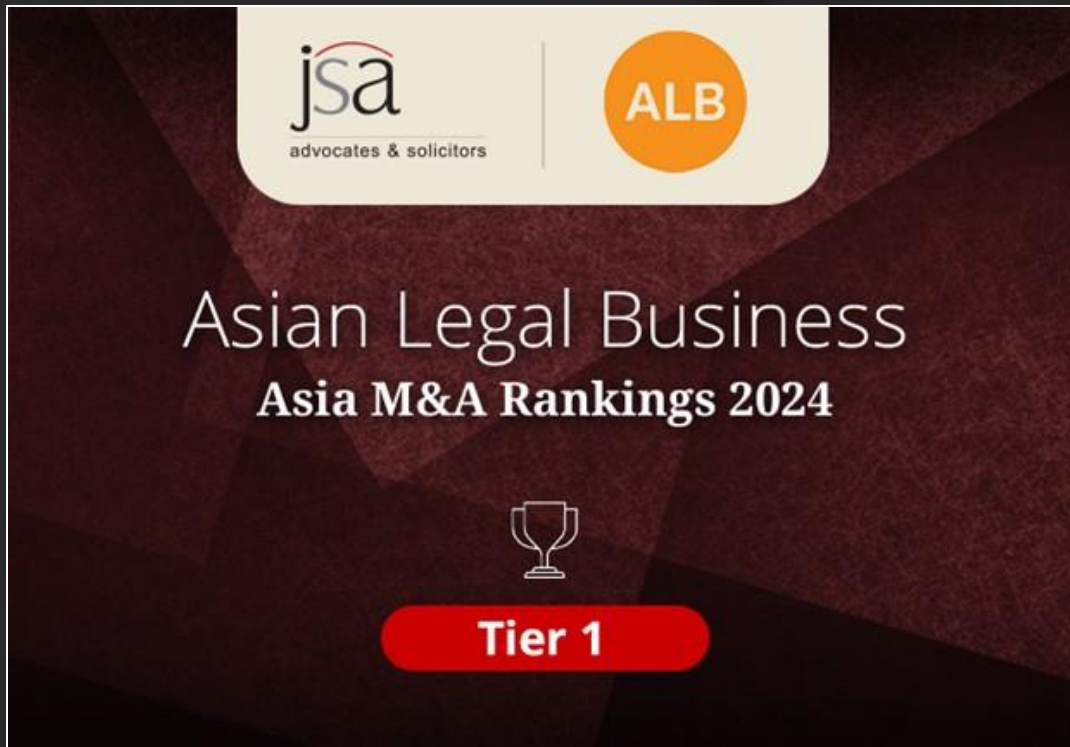 jsa
advocates & solicitors
ALB
Asian Legal Business
Asia M&A Rankings 2024
Tier 1